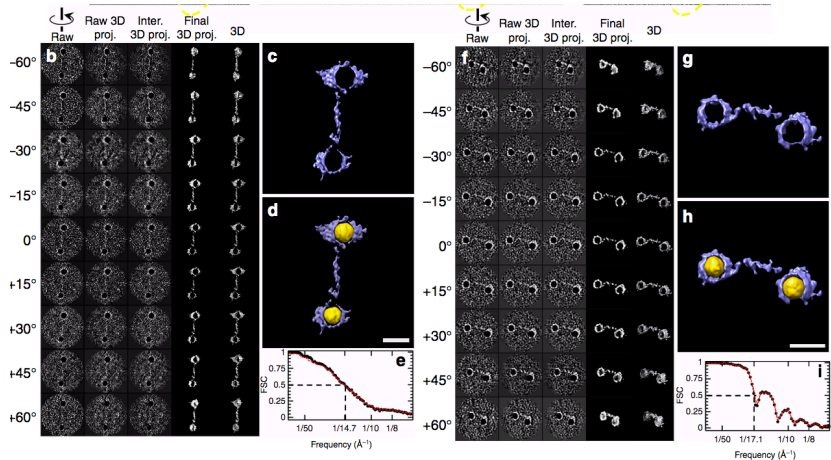 Raw 3D Inter. Final
Raw proj. 3D proj. 3D proj. 3D
b
−60°
−45°
−30°
−15°
0°
+15°
+30°
+45°
+60°
c
d
e
1
0.75
0.5
0.25
0
FSC
1/50 1/14.7 1/10 1/8
Frequency (Å⁻¹)
Raw 3D Inter. Final
Raw proj. 3D proj. 3D proj. 3D
f
−60°
−45°
−30°
−15°
0°
+15°
+30°
+45°
+60°
g
h
i
1
0.75
0.5
0.25
0
FSC
1/50 1/17.1 1/10 1/8
Frequency (Å⁻¹)